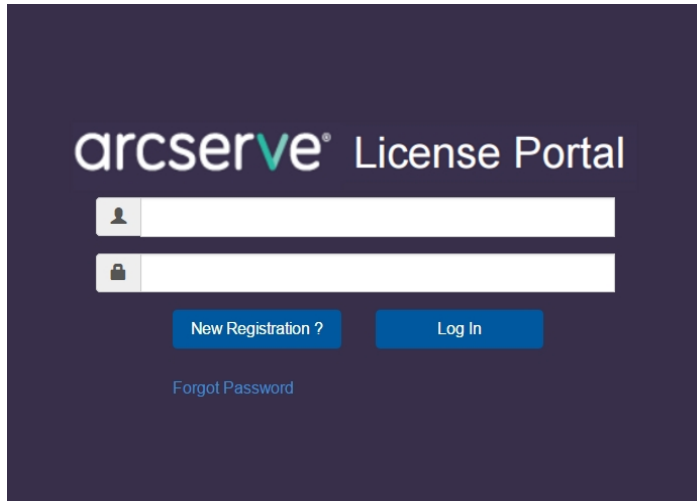 arcserve® License Portal
New Registration ? Log In
Forgot Password